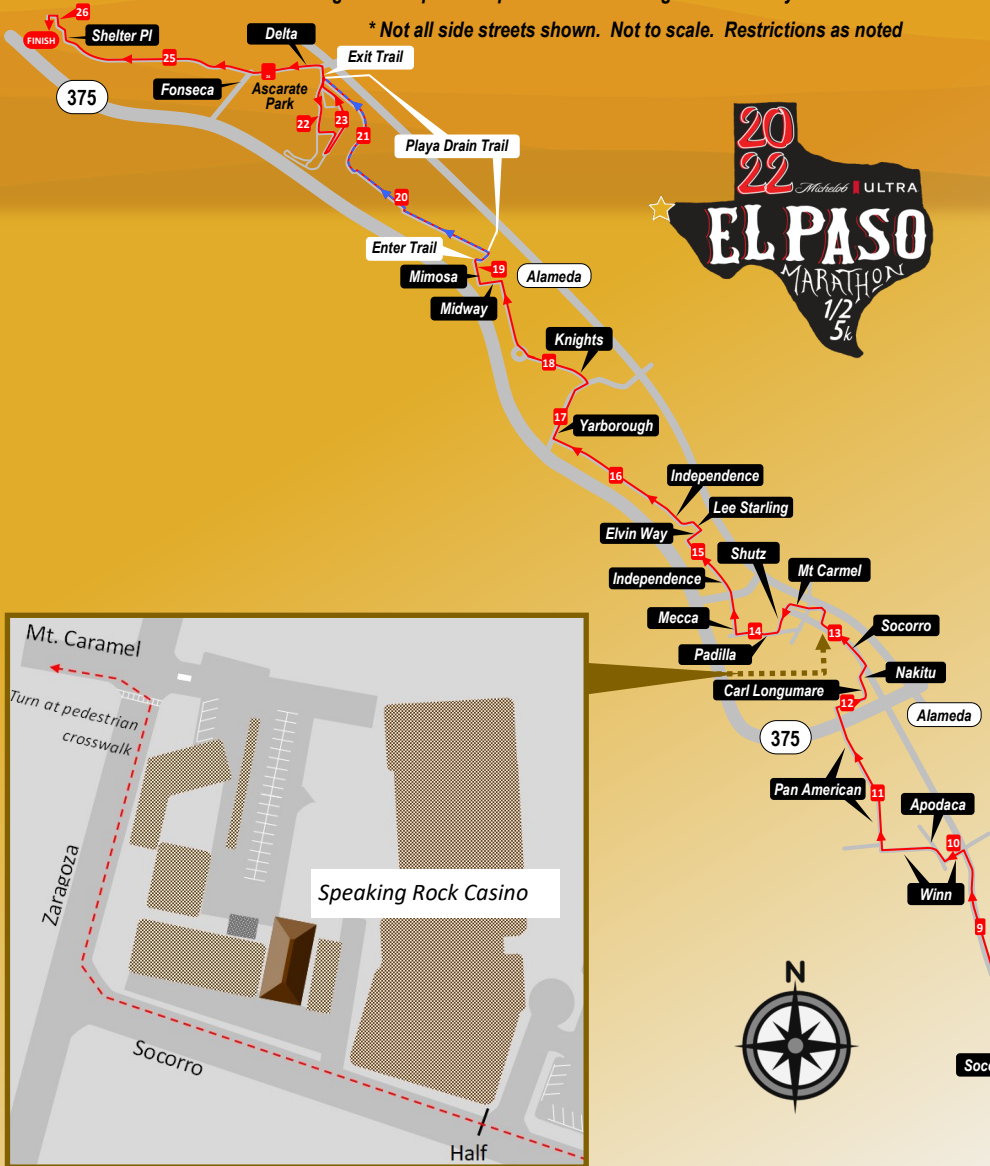 * Not all side streets shown. Not to scale. Restrictions as noted
26
FINISH
Shelter Pl
Delta
Exit Trail
25
24
375
Fonseca
Ascarate
Park
22
23
21
Playa Drain Trail
20
Enter Trail
19
Mimosa
Alameda
Midway
20
22
Michelob ULTRA
EL PASO
MARATHON
1/2
5k
Knights
18
17
Yarborough
16
Independence
Lee Starling
Elvin Way
15
Shutz
Independence
Mt Carmel
Mecca
14
13
Socorro
Padilla
Nakitu
Carl Longumare
12
Alameda
375
Pan American
11
Apodaca
10
Winn
9
N
Mt. Caramel
Turn at pedestrian
crosswalk
Zaragoza
Speaking Rock Casino
Socorro
Half